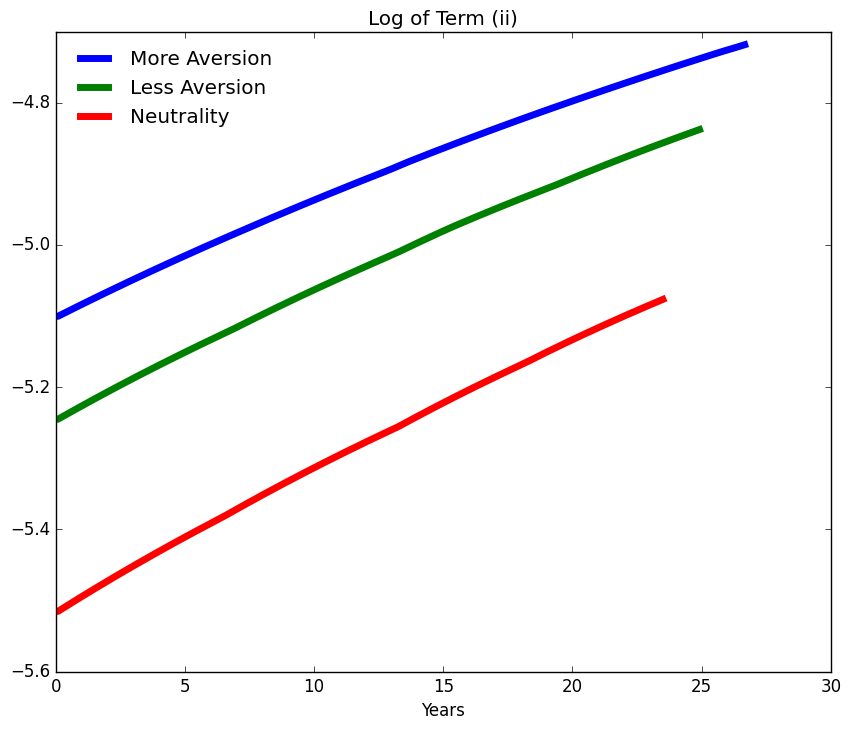 Log of Term (ii)
More Aversion
Less Aversion
Neutrality
−4.8
−5.0
−5.2
−5.4
−5.6
0 5 10 15 20 25 30
Years